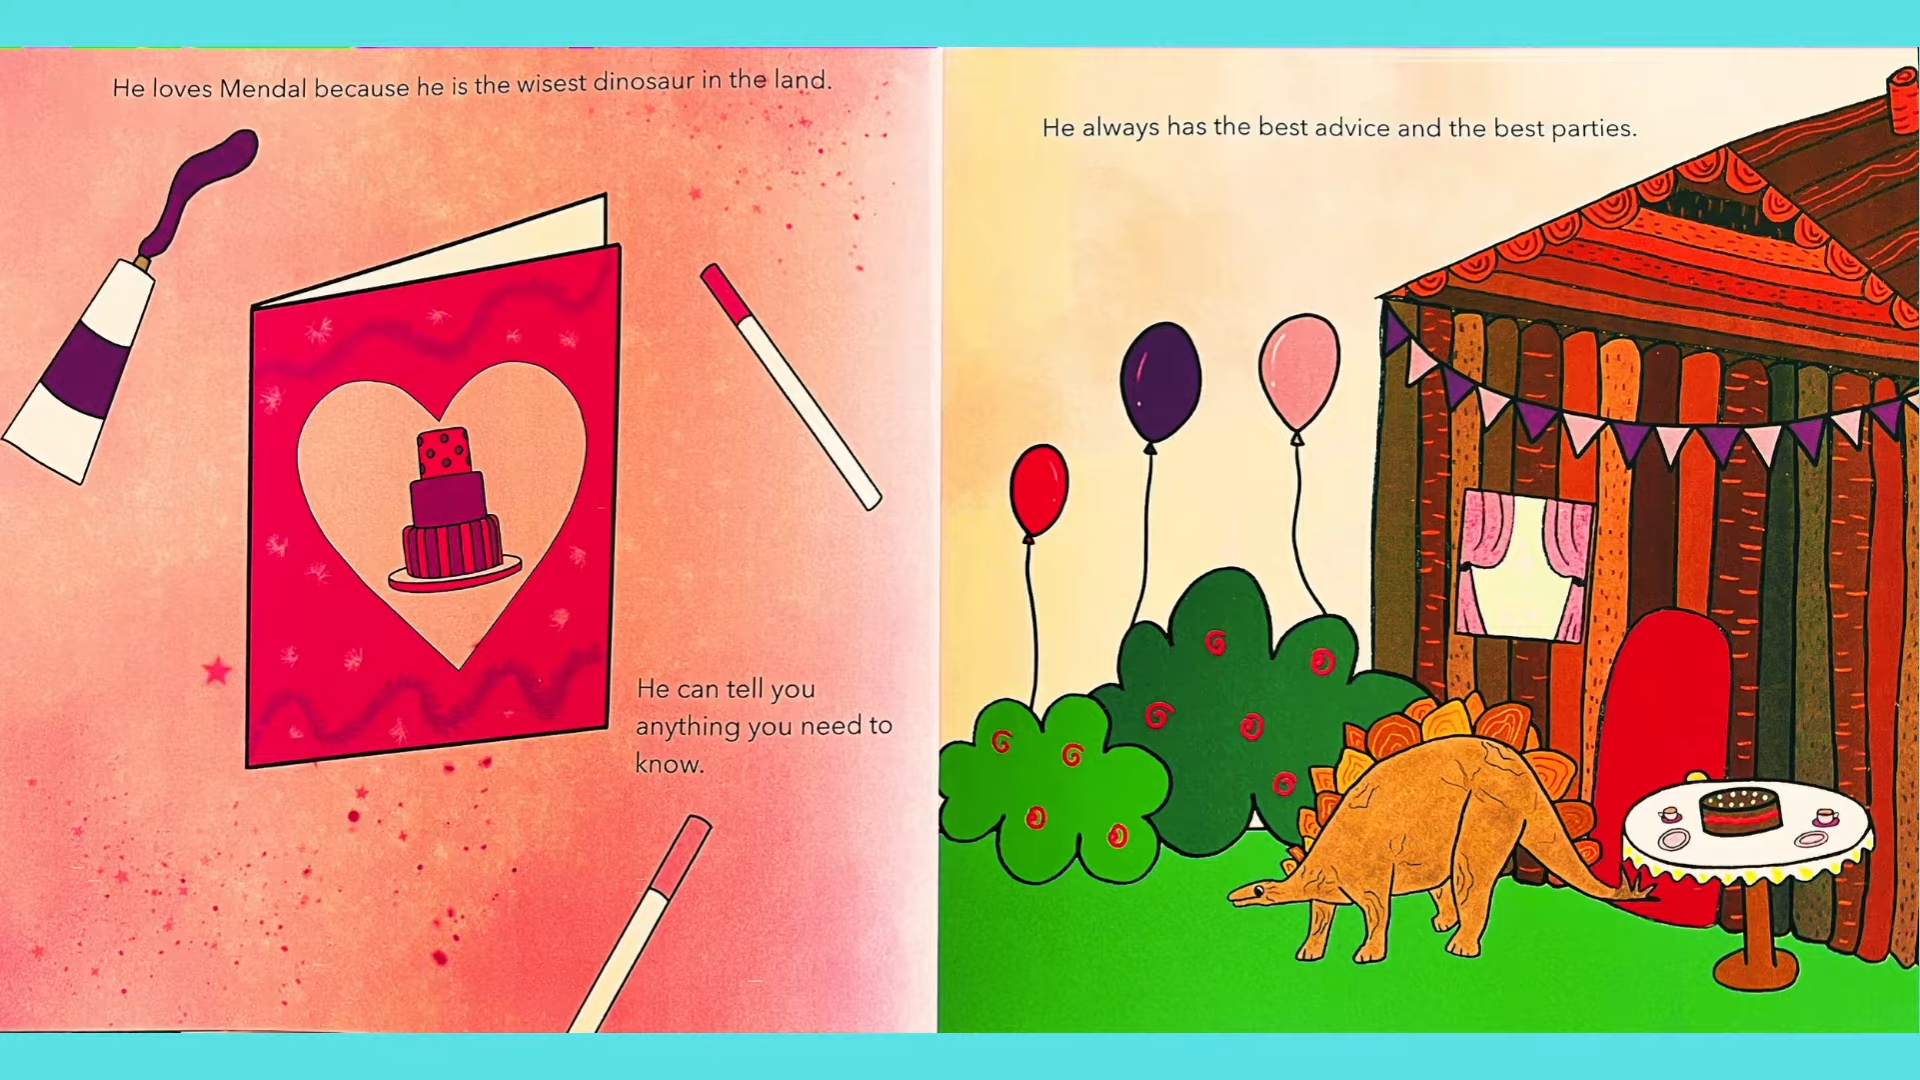 He loves Mendal because he is the wisest dinosaur in the land.
He can tell you
anything you need to
know.
He always has the best advice and the best parties.